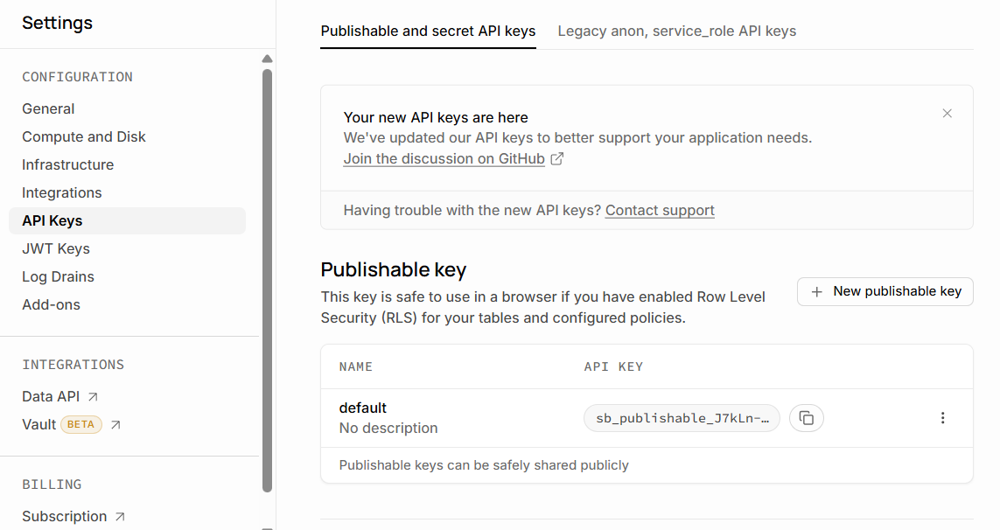 Settings
CONFIGURATION
General
Compute and Disk
Infrastructure
Integrations
API Keys
JWT Keys
Log Drains
Add-ons
INTEGRATIONS
Data API
Vault BETA
BILLING
Subscription
Publishable and secret API keys
Legacy anon, service_role API keys
Your new API keys are here
We've updated our API keys to better support your application needs.
Join the discussion on GitHub
Having trouble with the new API keys? Contact support
Publishable key
This key is safe to use in a browser if you have enabled Row Level
Security (RLS) for your tables and configured policies.
New publishable key
NAME API KEY
default
No description
sb_publishable_J7kLn-…
Publishable keys can be safely shared publicly